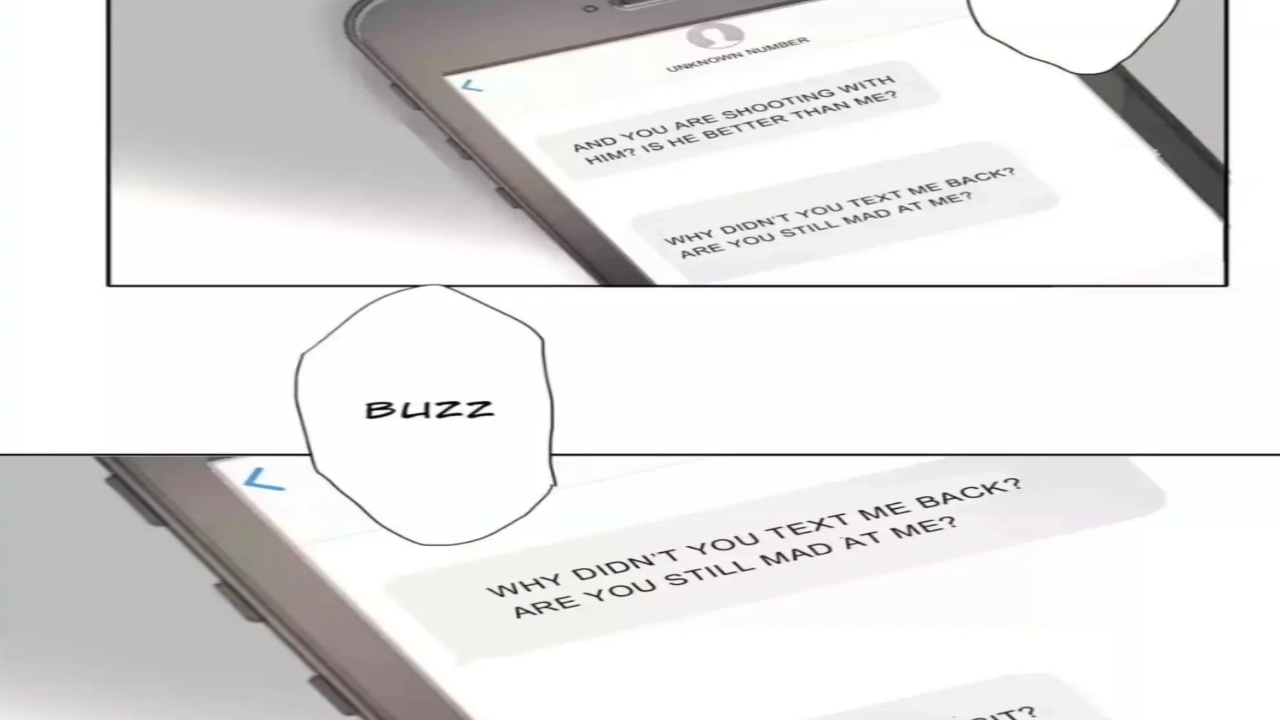 UNKNOWN NUMBER
AND YOU ARE SHOOTING WITH
HIM? IS HE BETTER THAN ME?
WHY DIDN'T YOU TEXT ME BACK?
ARE YOU STILL MAD AT ME?
BUZZ
WHY DIDN'T YOU TEXT ME BACK?
ARE YOU STILL MAD AT ME?